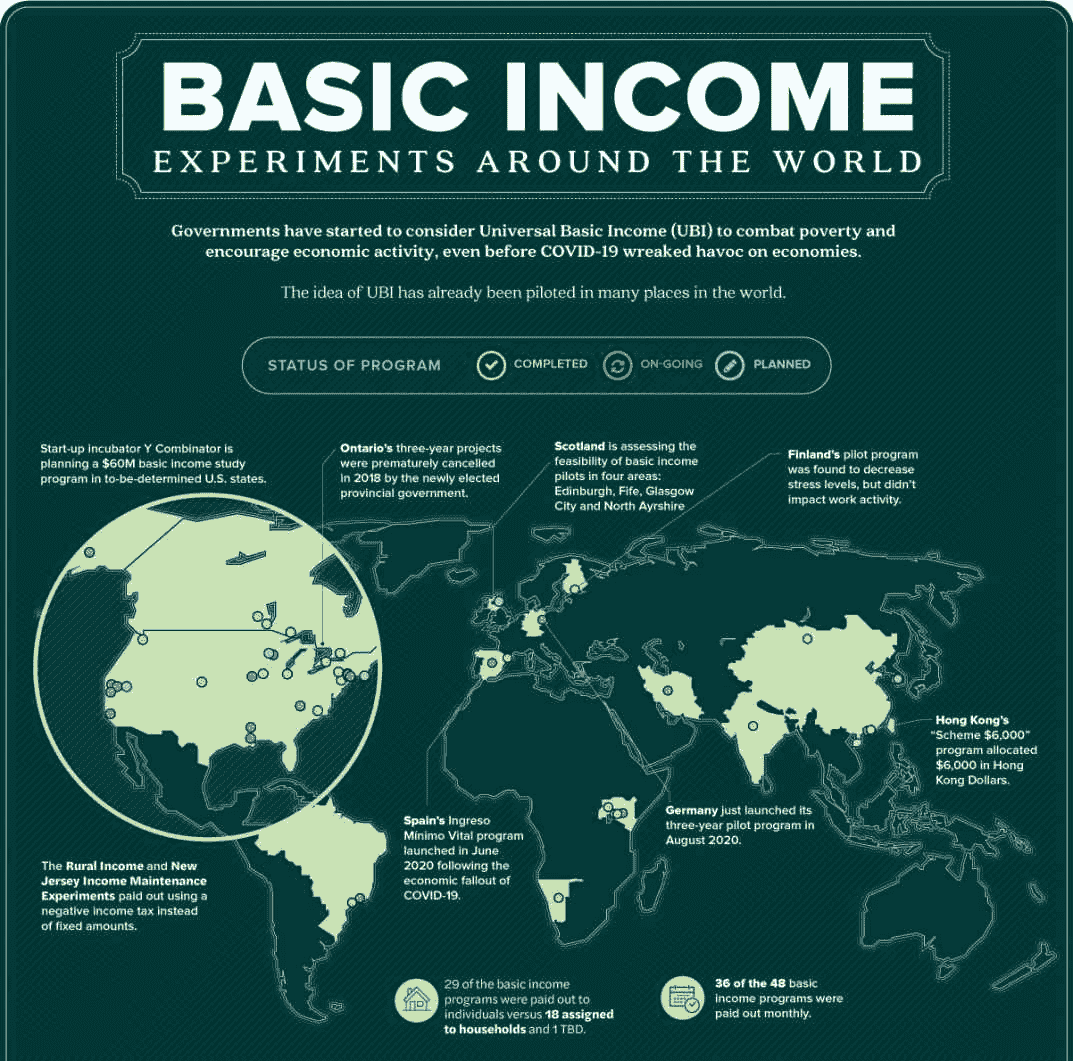 BASIC INCOME
EXPERIMENTS AROUND THE WORLD
Governments have started to consider Universal Basic Income (UBI) to combat poverty and
encourage economic activity, even before COVID-19 wreaked havoc on economies.
The idea of UBI has already been piloted in many places in the world.
STATUS OF PROGRAM COMPLETED ON-GOING PLANNED
Start-up incubator Y Combinator is
planning a $60M basic income study
program in to-be-determined U.S. states.
Ontario's three-year projects
were prematurely cancelled
in 2018 by the newly elected
provincial government.
Scotland is assessing the
feasibility of basic income
pilots in four areas:
Edinburgh, Fife, Glasgow
City and North Ayrshire
Finland's pilot program
was found to decrease
stress levels, but didn't
impact work activity.
Hong Kong's
"Scheme $6,000"
program allocated
$6,000 in Hong
Kong Dollars.
Germany just launched its
three-year pilot program in
August 2020.
Spain's Ingreso
Mínimo Vital program
launched in June
2020 following the
economic fallout of
COVID-19.
The Rural Income and New
Jersey Income Maintenance
Experiments paid out using a
negative income tax instead
of fixed amounts.
29 of the basic income
programs were paid out to
individuals versus 18 assigned
to households and 1 TBD.
36 of the 48 basic
income programs were
paid out monthly.